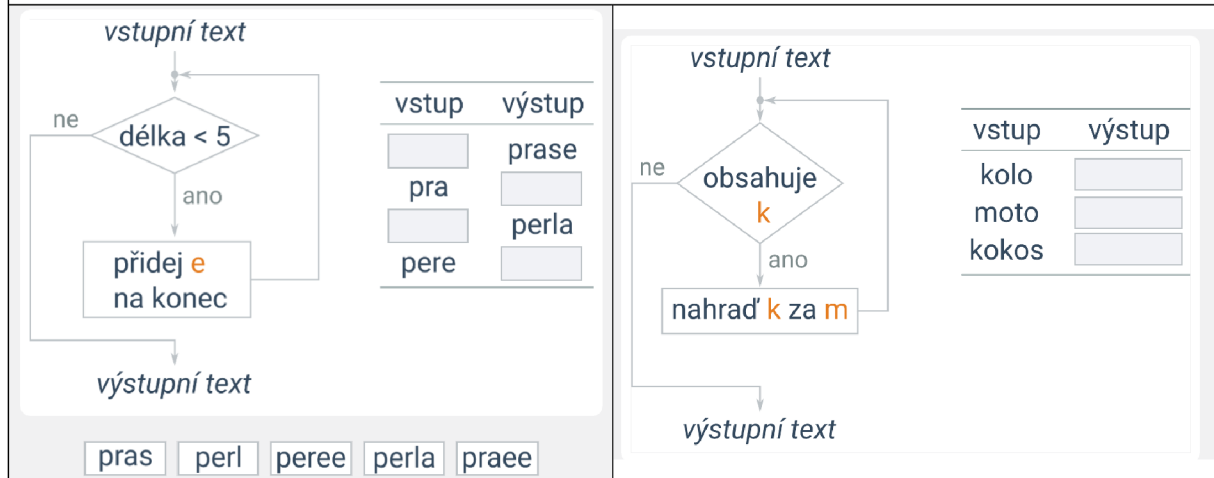 vstupní text
ne
délka < 5
ano
přidej e
na konec
výstupní text
vstup výstup
prase
pra
perla
pere
pras perl peree perla praee
vstupní text
ne
obsahuje
k
ano
nahraď k za m
výstupní text
vstup výstup
kolo
moto
kokos